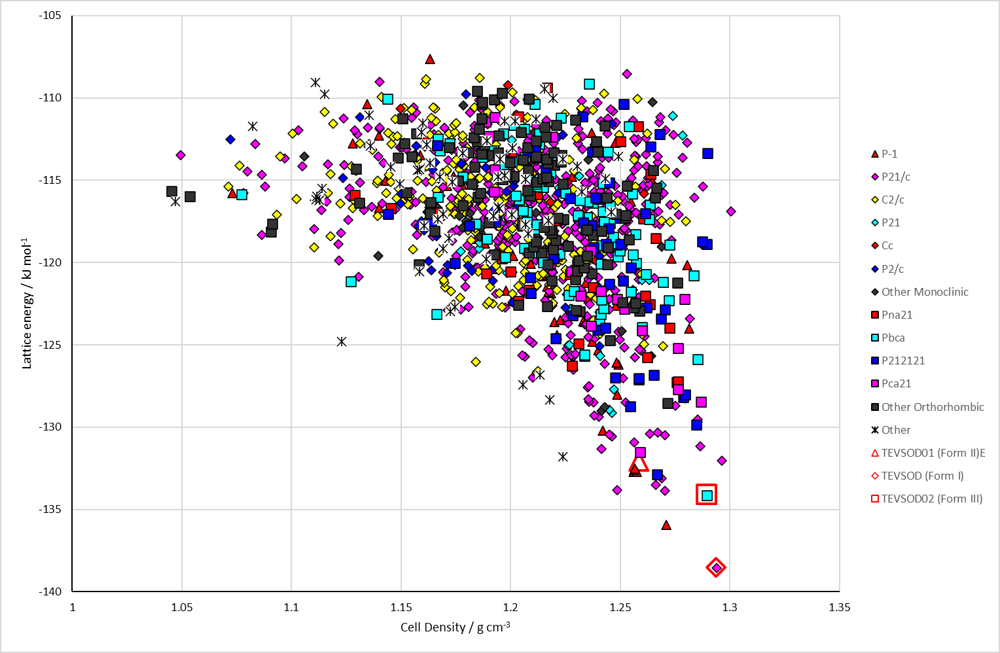 -105
-110
-115
-120
-125
-130
-135
-140
Lattice energy / kJ mol-1
1 1.05 1.1 1.15 1.2 1.25 1.3 1.35
Cell Density / g cm-3
P-1
P21/c
C2/c
P21
Cc
P2/c
Other Monoclinic
Pna21
Pbca
P212121
Pca21
Other Orthorhombic
Other
TEVSOD01 (Form II)E
TEVSOD (Form I)
TEVSOD02 (Form III)